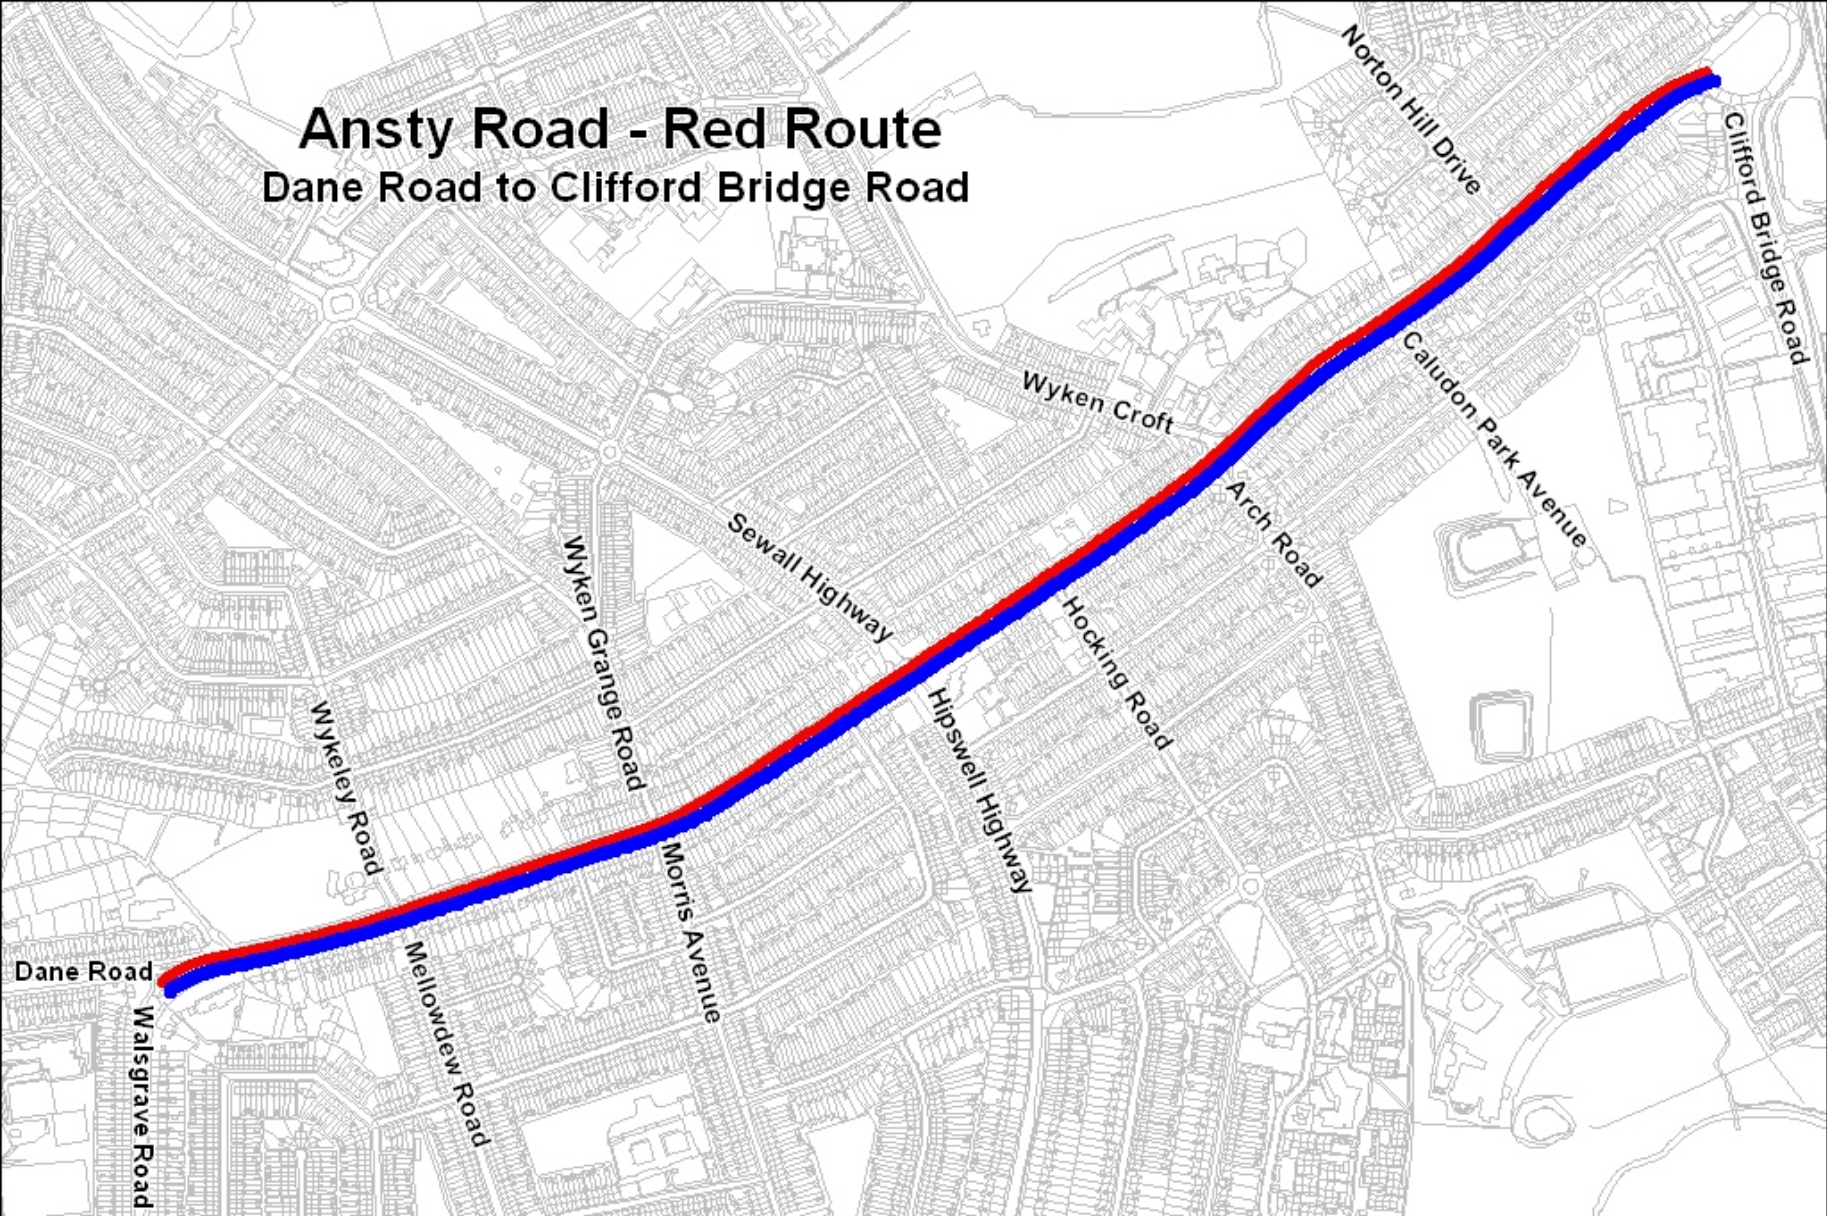 Ansty Road - Red Route
Dane Road to Clifford Bridge Road
Norton Hill Drive
Clifford Bridge Road
Caludon Park Avenue
Wyken Croft
Arch Road
Sewall Highway
Wyken Grange Road
Hocking Road
Hipswell Highway
Wykeley Road
Morris Avenue
Mellowdew Road
Dane Road
Walsgrave Road